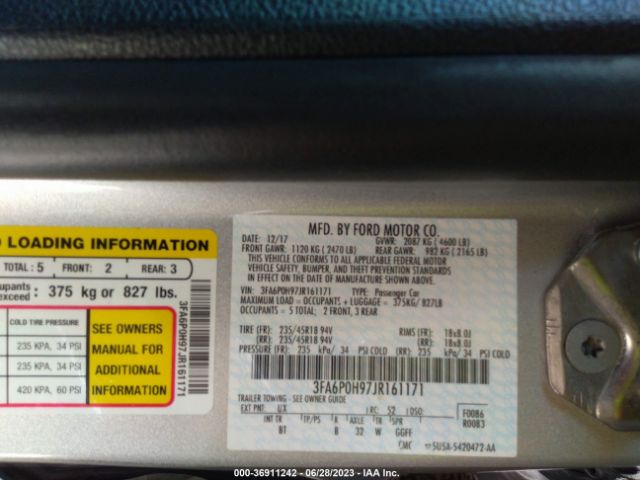 LOADING INFORMATION
TOTAL: 5 FRONT: 2 REAR: 3
exceed: 375 kg or 827 lbs.
COLD TIRE PRESSURE
235 KPA, 34 PSI
235 KPA, 34 PSI
420 KPA, 60 PSI
SEE OWNERS
MANUAL FOR
ADDITIONAL
INFORMATION
3FA6P0H97JR161171
MFD. BY FORD MOTOR CO.
DATE: 12/17 GVWR: 2087 KG ( 4600 LB)
FRONT GAWR: 1120 KG ( 2470 LB) REAR GAWR: 982 KG ( 2165 LB)
THIS VEHICLE CONFORMS TO ALL APPLICABLE FEDERAL MOTOR
VEHICLE SAFETY, BUMPER, AND THEFT PREVENTION STANDARDS
IN EFFECT ON THE DATE OF MANUFACTURE SHOWN ABOVE.
VIN: 3FA6P0H97JR161171 TYPE: Passenger Car
MAXIMUM LOAD = OCCUPANTS + LUGGAGE = 375KG/ 827LB
OCCUPANTS = 5 TOTAL; 2 FRONT, 3 REAR
TIRE (FR): 235/45R18 94V RIMS (FR): 18x8.0J
(RR): 235/45R18 94V (RR): 18x8.0J
PRESSURE (FR): 235 kPa/ 34 PSI COLD (RR): 235 kPa/ 34 PSI COLD
3FA6P0H97JR161171
TRAILER TOWING - SEE OWNER GUIDE
EXT PNT: UX RC: 52 DSO: F0086
INT TR TP/PS R AXLE TR SPR R0083
BT B 32 W GGFF
CMC 5U5A-5420472-AA
000-36911242 - 06/28/2023 - IAA Inc.